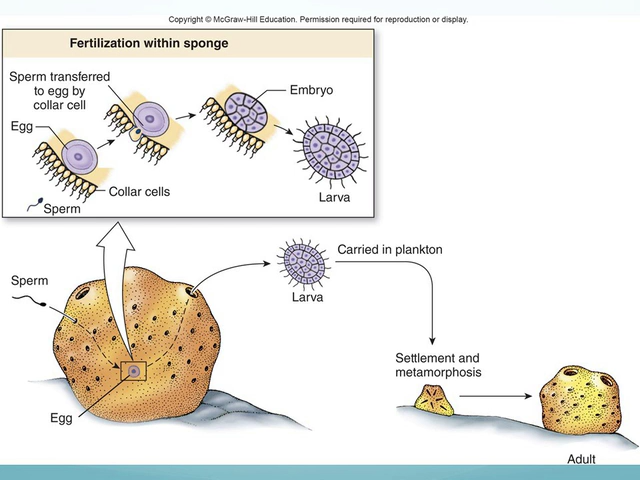 Copyright © McGraw-Hill Education. Permission required for reproduction or display.
Fertilization within sponge
Sperm transferred
to egg by
collar cell
Embryo
Egg
Collar cells
Sperm
Larva
Carried in plankton
Sperm
Larva
Settlement and
metamorphosis
Egg
Adult